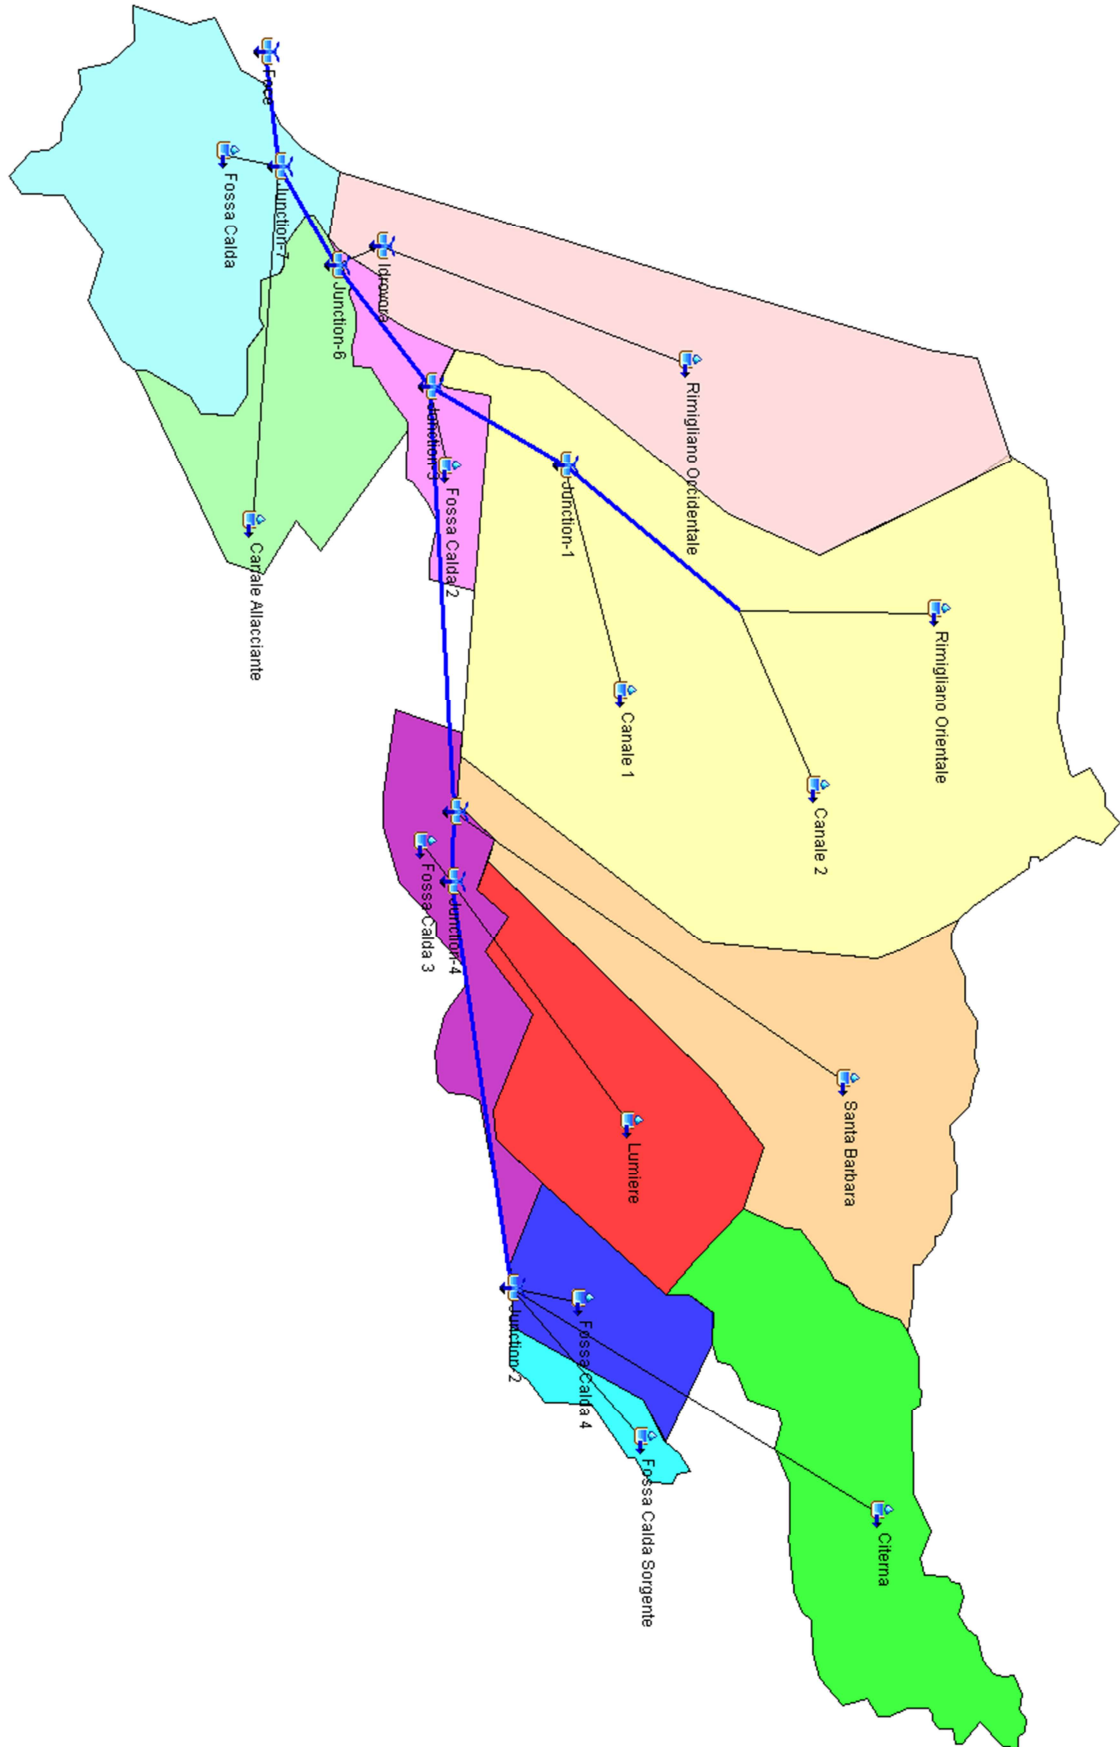 Foce
Fossa Calda
Junction-7
Idrovora
Junction-6
Rimigliano Occidentale
Junction-3
Fossa Calda 2
Junction-1
Canale Allacciante
Rimigliano Orientale
Canale 1
Canale 2
Fossa Calda 3
Junction-4
Santa Barbara
Lumiere
Junction-2
Fossa Calda 4
Fossa Calda Sorgente
Citerna